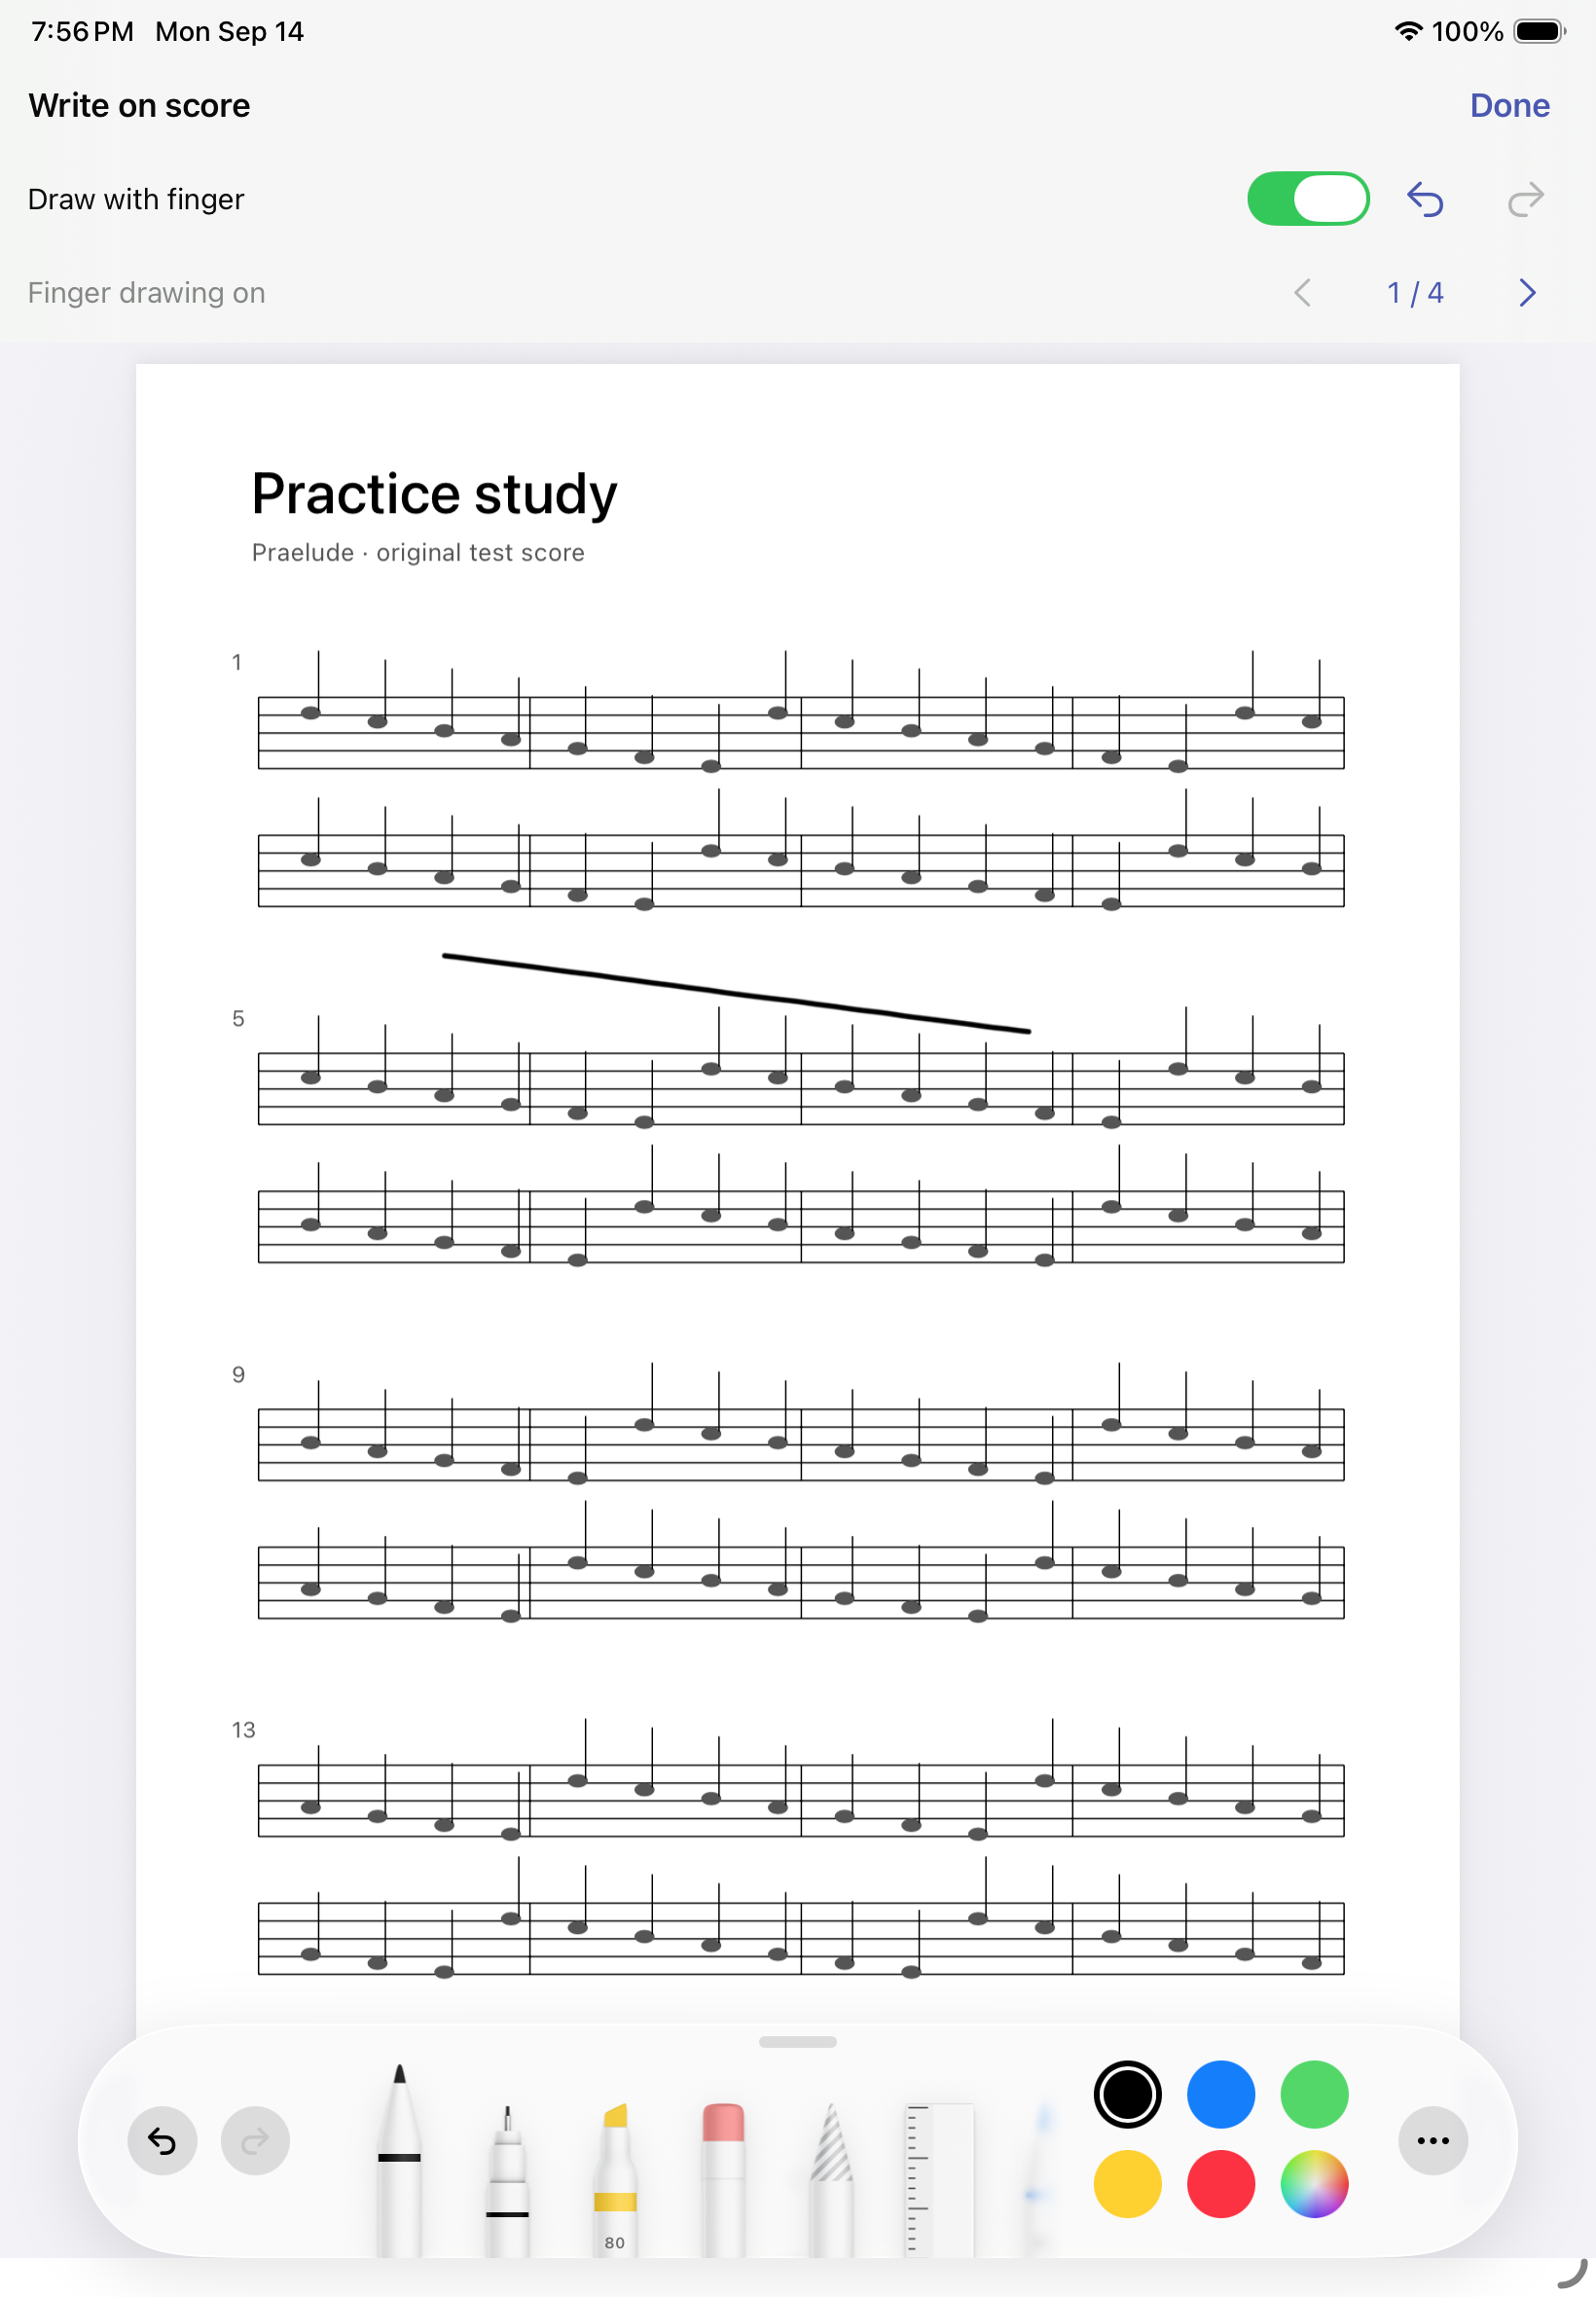 7:56 PM Mon Sep 14 100%
Write on score Done
Draw with finger
Finger drawing on 1 / 4
Practice study
Praelude · original test score
1
5
9
13
80